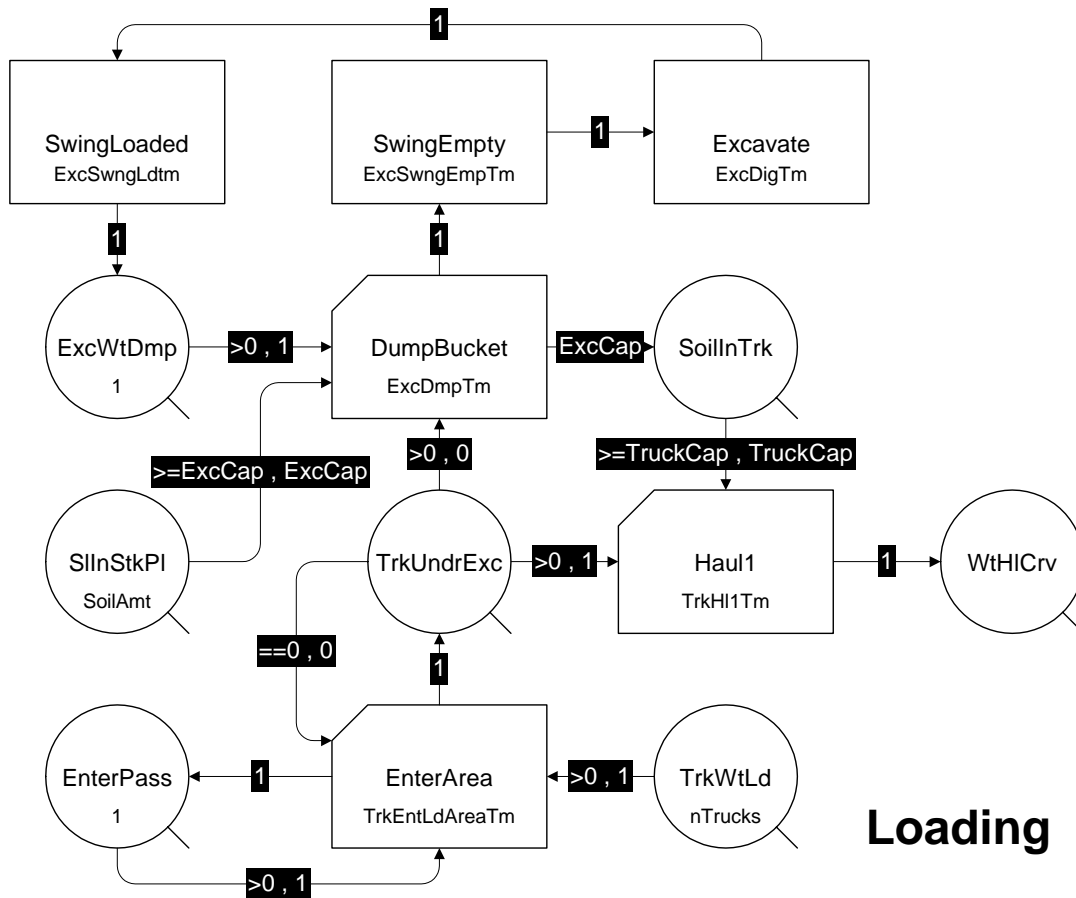 1
SwingLoaded
ExcSwngLdtm
SwingEmpty
ExcSwngEmpTm
1
Excavate
ExcDigTm
1
1
ExcWtDmp
1
>0 , 1
DumpBucket
ExcDmpTm
ExcCap
SoilInTrk
>=ExcCap , ExcCap
>0 , 0
>=TruckCap , TruckCap
SlInStkPl
SoilAmt
TrkUndrExc
>0 , 1
Haul1
TrkHl1Tm
1
WtHlCrv
==0 , 0
1
EnterPass
1
1
EnterArea
TrkEntLdAreaTm
>0 , 1
TrkWtLd
nTrucks
Loading
>0 , 1